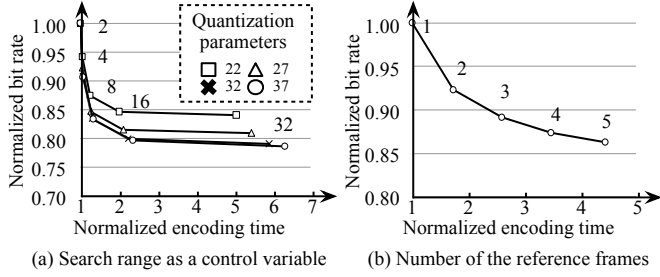 Normalized bit rate
1.00
0.95
0.90
0.85
0.80
0.75
0.70
2
4
8
16
32
Quantization
parameters
22 27
32 37
1 2 3 4 5 6 7
Normalized encoding time
(a) Search range as a control variable
Normalized bit rate
1.00
0.95
0.90
0.85
0.80
1
2
3
4
5
1 2 3 4 5
Normalized encoding time
(b) Number of the reference frames